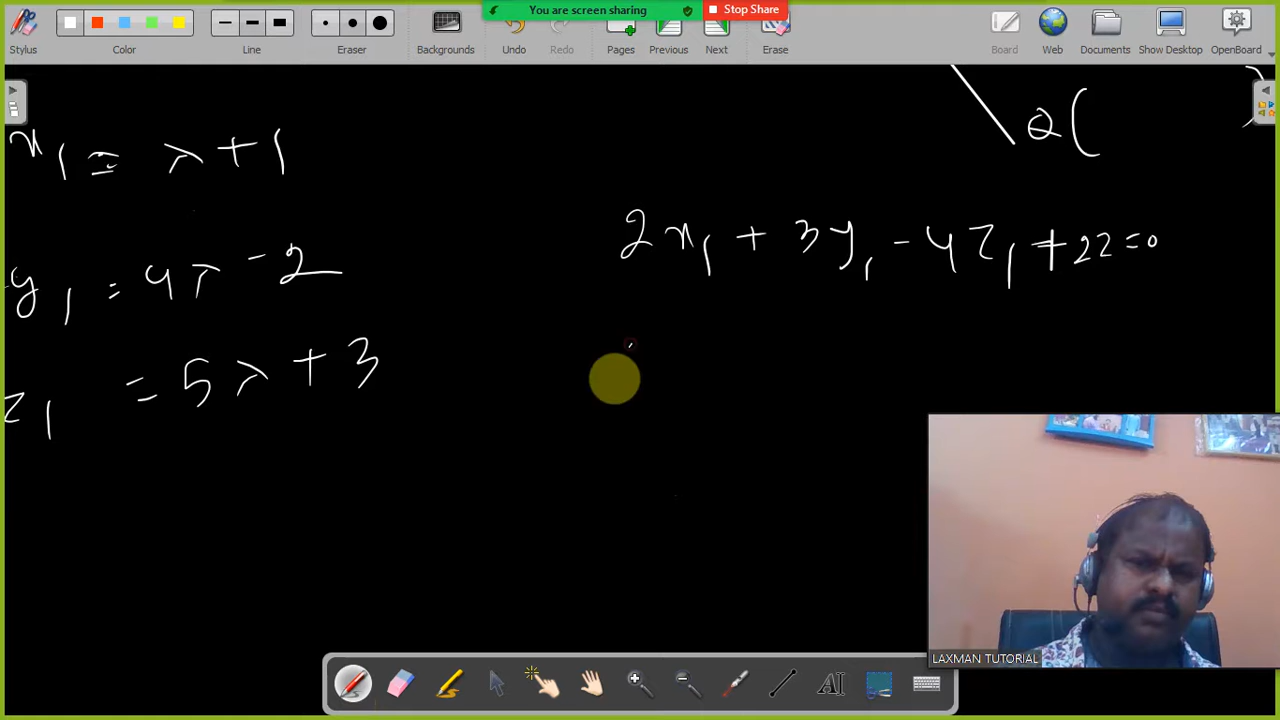 You are screen sharing
Stop Share
Stylus
Color
Line
Eraser
Backgrounds
Undo
Redo
Pages
Previous
Next
Erase
Board
Web
Documents
Show Desktop
OpenBoard
Q( )
x₁ = λ + 1
y₁ = 4λ - 2
z₁ = 5λ + 3
2x₁ + 3y₁ - 4z₁ + 22 = 0
LAXMAN TUTORIAL